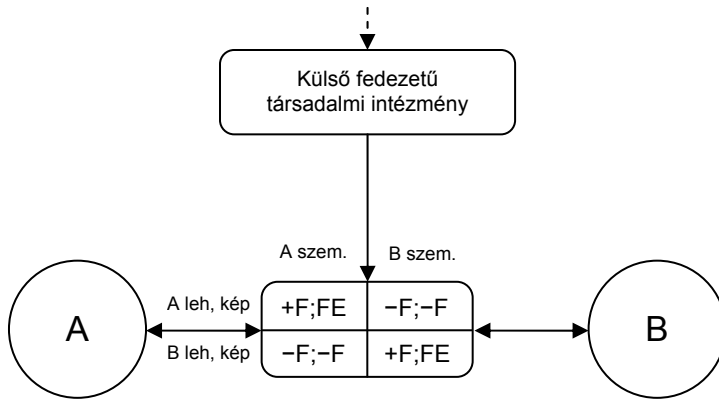 Külső fedezetű
társadalmi intézmény
A szem. B szem.
A leh, kép +F;FE −F;−F
A B
B leh, kép −F;−F +F;FE